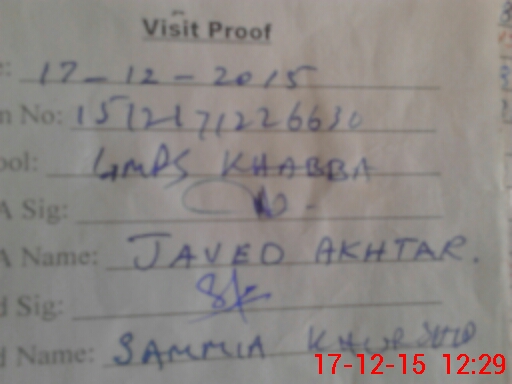 Visit Proof
e: 17-12-2015
n No: 1512171226630
ool: GMPS KHABBA
A Sig:
A Name: JAVED AKHTAR.
d Sig:
d Name: SAMMIA
17-12-15 12:29